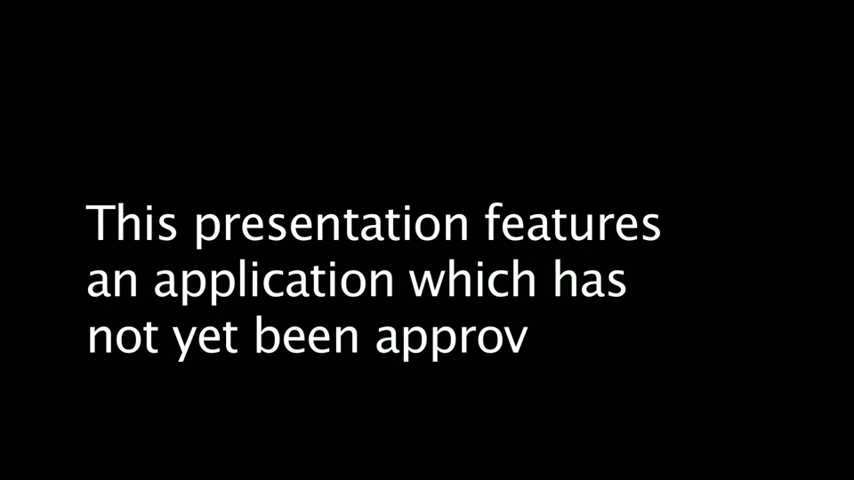 This presentation features
an application which has
not yet been approv